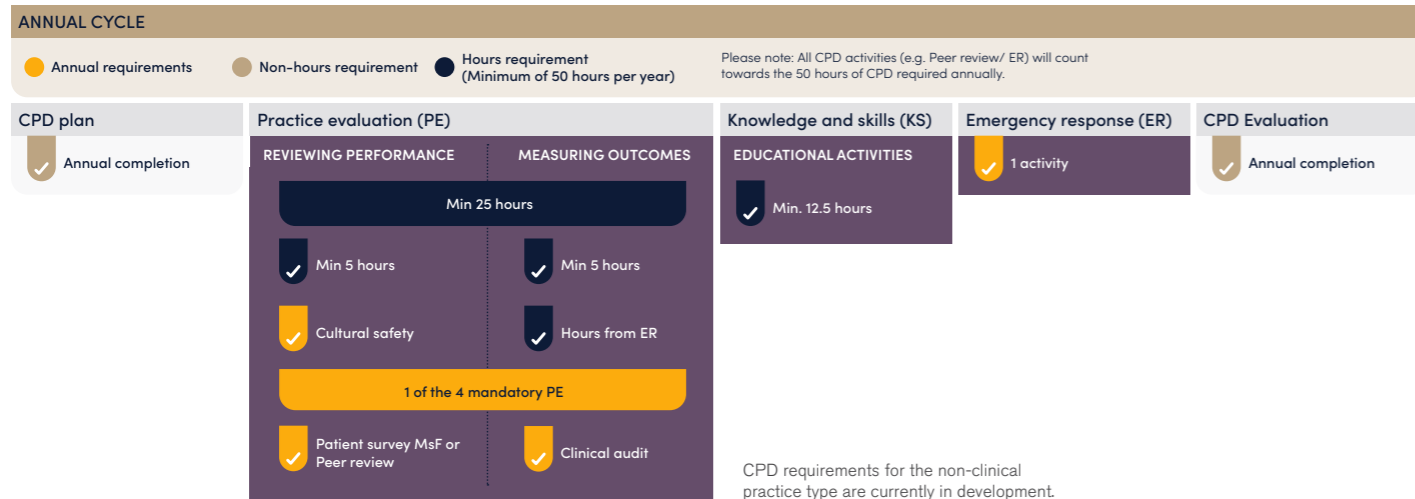 ANNUAL CYCLE
Annual requirements
Non-hours requirement
Hours requirement
(Minimum of 50 hours per year)
Please note: All CPD activities (e.g. Peer review/ ER) will count
towards the 50 hours of CPD required annually.
CPD plan
Annual completion
Practice evaluation (PE)
REVIEWING PERFORMANCE
MEASURING OUTCOMES
Min 25 hours
Min 5 hours
Min 5 hours
Cultural safety
Hours from ER
1 of the 4 mandatory PE
Patient survey MsF or
Peer review
Clinical audit
Knowledge and skills (KS)
EDUCATIONAL ACTIVITIES
Min. 12.5 hours
Emergency response (ER)
1 activity
CPD Evaluation
Annual completion
CPD requirements for the non-clinical
practice type are currently in development.